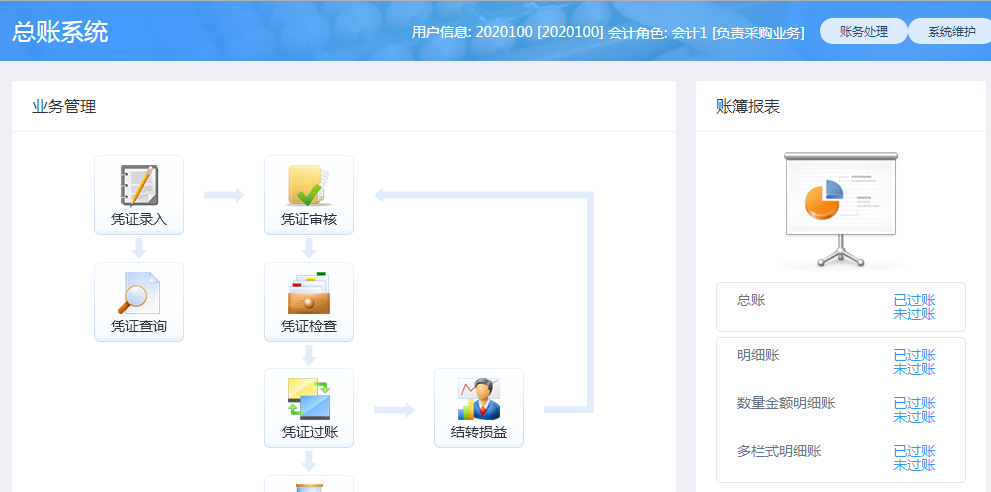 总账系统
用户信息: 2020100 [2020100] 会计角色: 会计1 [负责采购业务]
账务处理
系统维护
业务管理
凭证录入
凭证审核
凭证查询
凭证检查
凭证过账
结转损益
账簿报表
总账
已过账
未过账
明细账
已过账
未过账
数量金额明细账
已过账
未过账
多栏式明细账
已过账
未过账